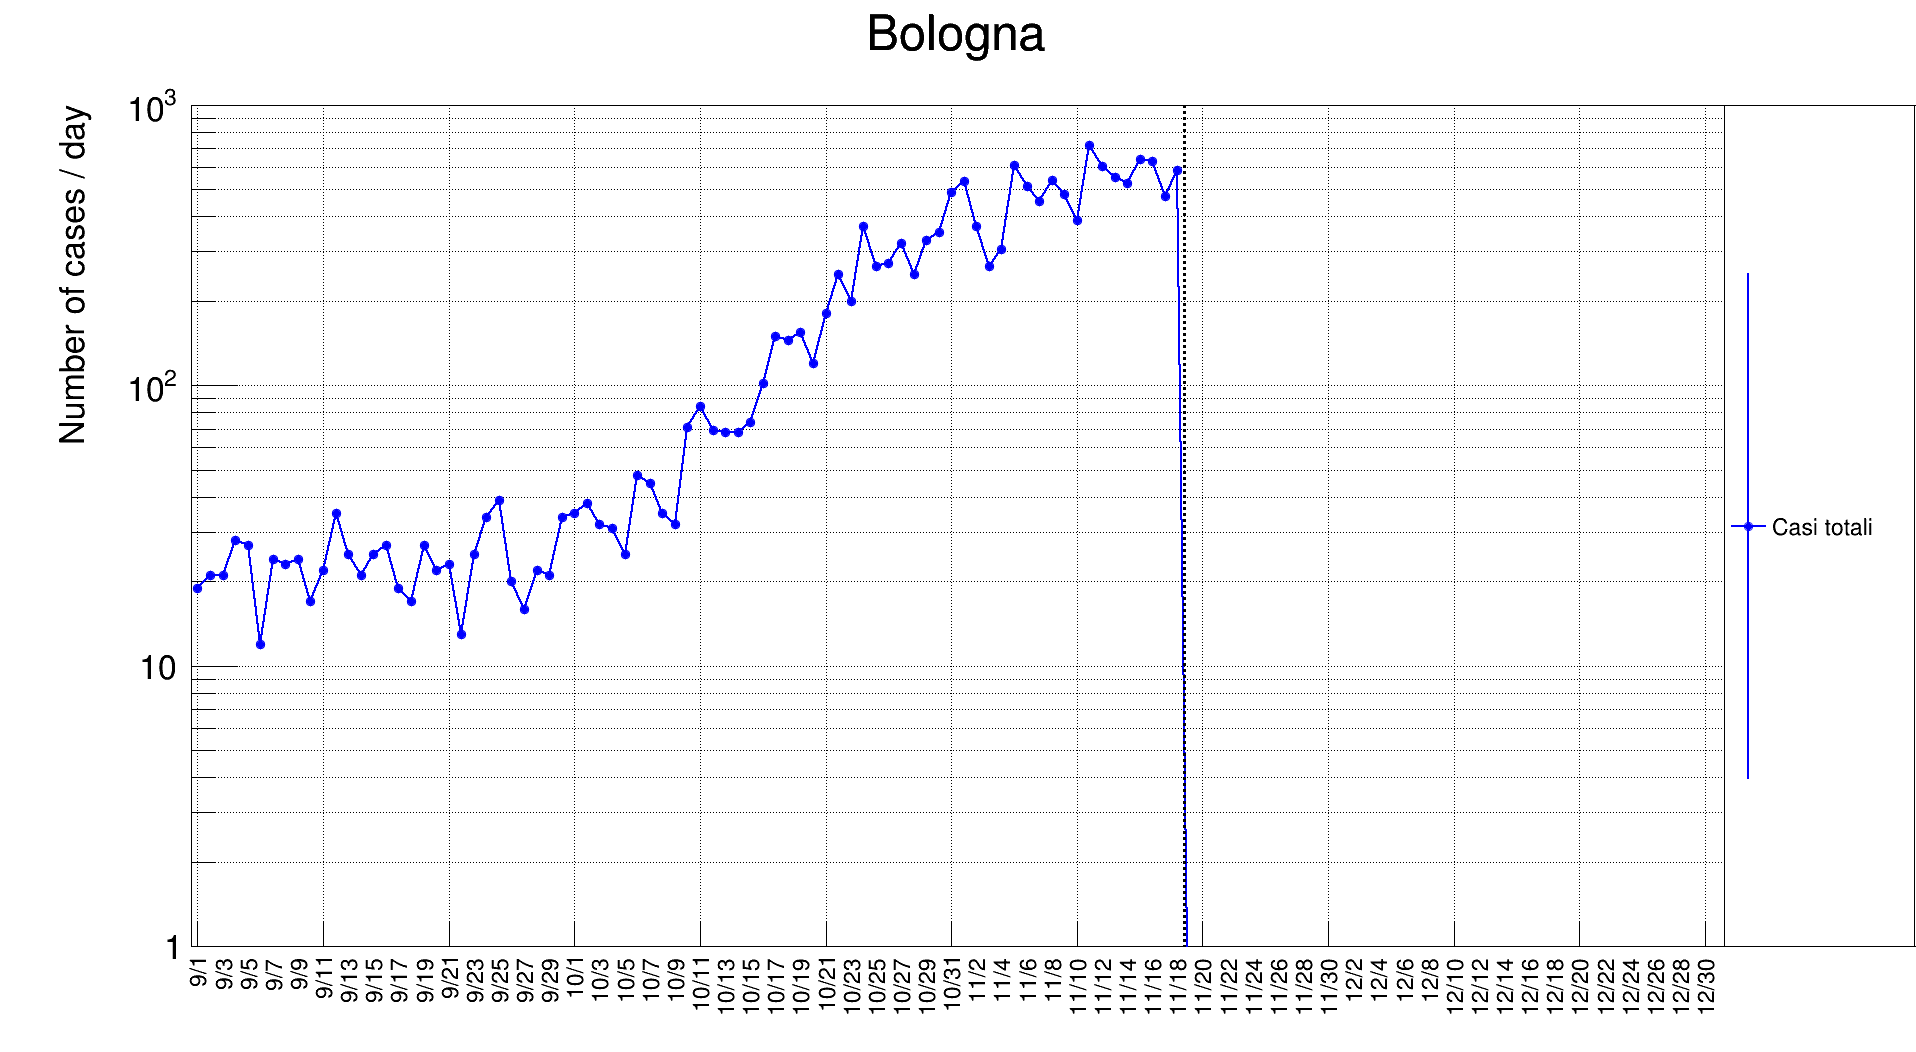 Bologna
Number of cases / day
10³
10²
10
1
9/1 9/3 9/5 9/7 9/9 9/11 9/13 9/15 9/17 9/19 9/21 9/23 9/25 9/27 9/29 10/1 10/3 10/5 10/7 10/9 10/11 10/13 10/15 10/17 10/19 10/21 10/23 10/25 10/27 10/29 10/31 11/2 11/4 11/6 11/8 11/10 11/12 11/14 11/16 11/18 11/20 11/22 11/24 11/26 11/28 11/30 12/2 12/4 12/6 12/8 12/10 12/12 12/14 12/16 12/18 12/20 12/22 12/24 12/26 12/28 12/30
Casi totali